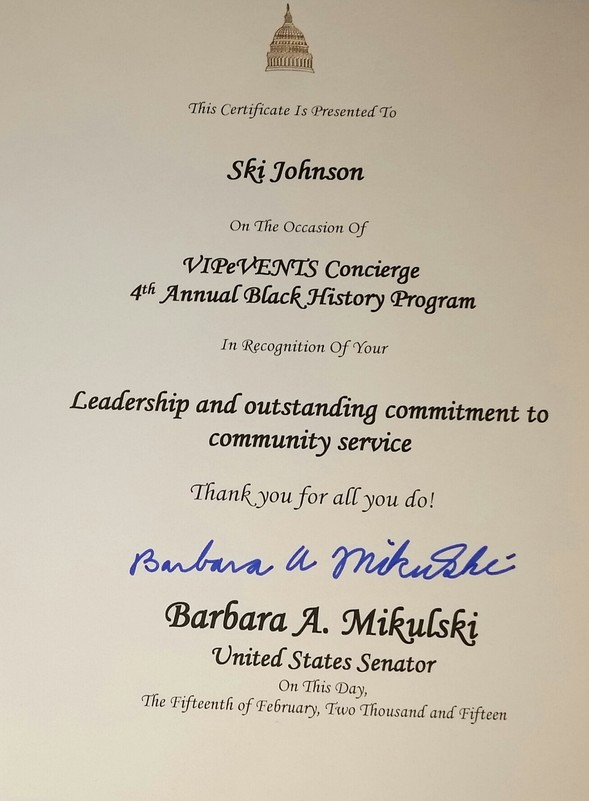 This Certificate Is Presented To
Ski Johnson
On The Occasion Of
VIPeVENTS Concierge
4th Annual Black History Program
In Recognition Of Your
Leadership and outstanding commitment to
community service
Thank you for all you do!
Barbara A Mikulski
Barbara A. Mikulski
United States Senator
On This Day,
The Fifteenth of February, Two Thousand and Fifteen